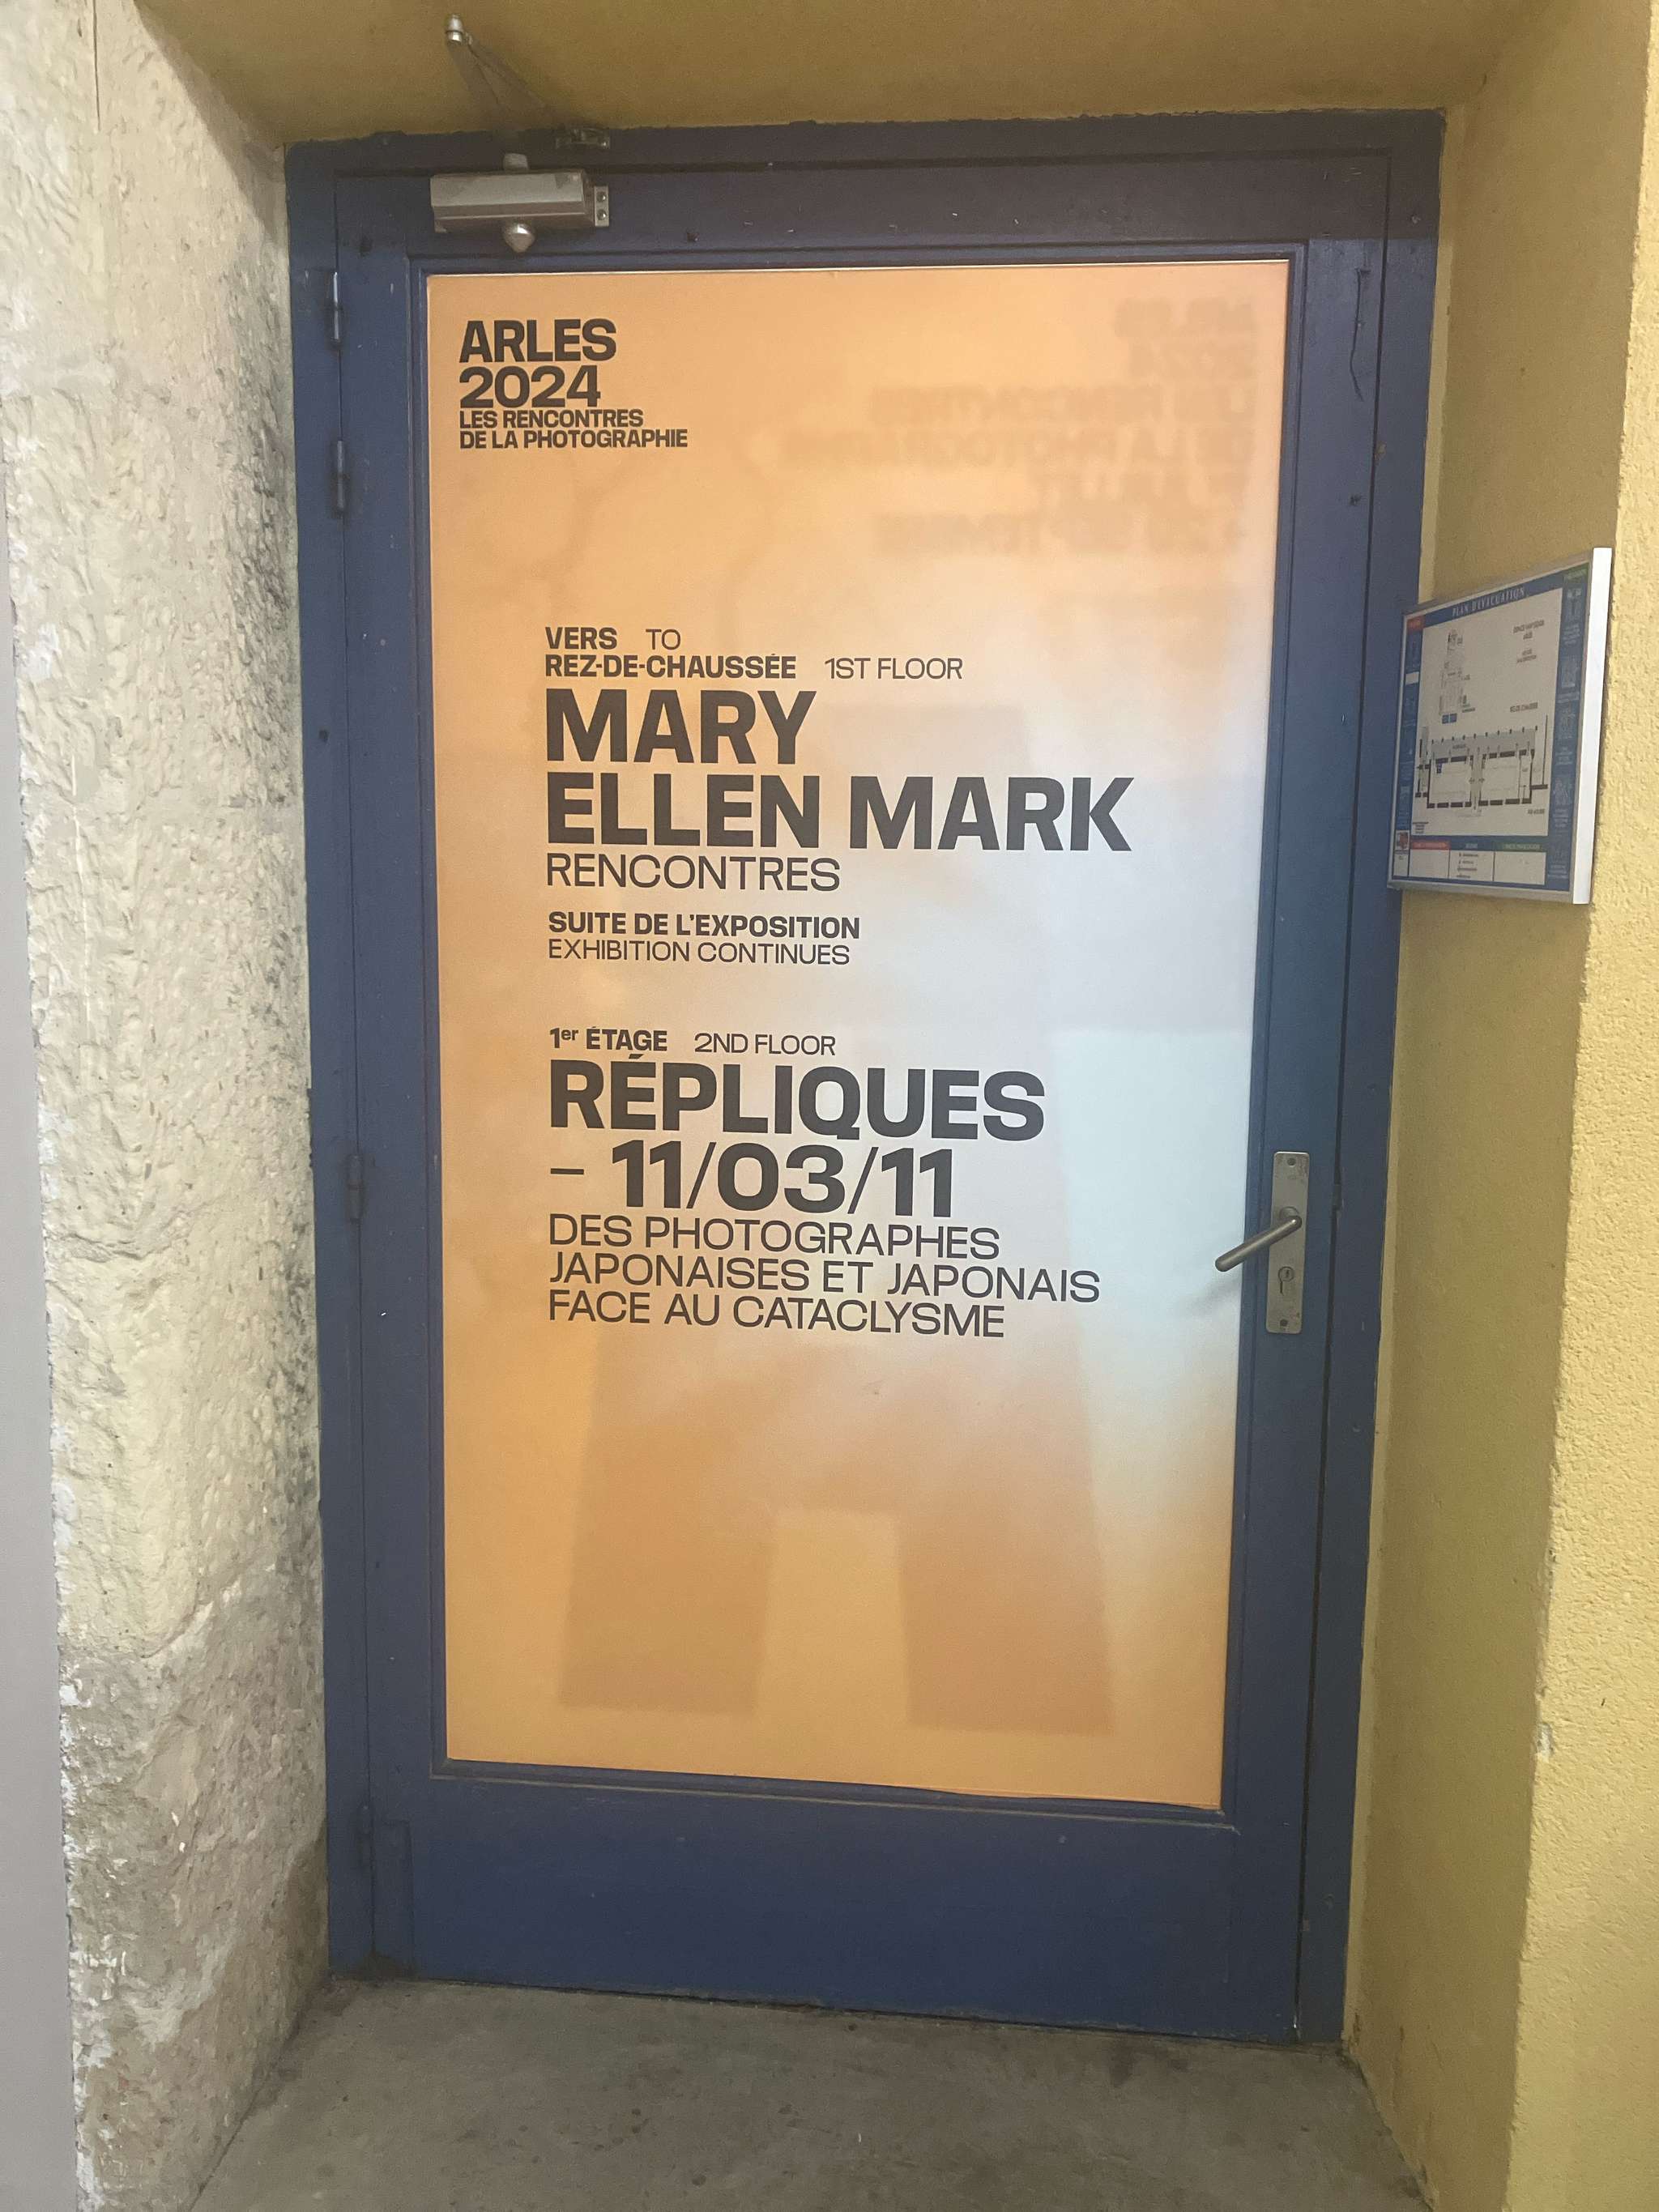 ARLES
2024
LES RENCONTRES
DE LA PHOTOGRAPHIE
VERS TO
REZ-DE-CHAUSSÉE 1ST FLOOR
MARY
ELLEN MARK
RENCONTRES
SUITE DE L'EXPOSITION
EXHIBITION CONTINUES
1er ÉTAGE 2ND FLOOR
RÉPLIQUES
– 11/03/11
DES PHOTOGRAPHES
JAPONAISES ET JAPONAIS
FACE AU CATACLYSME
PLAN D'ÉVACUATION